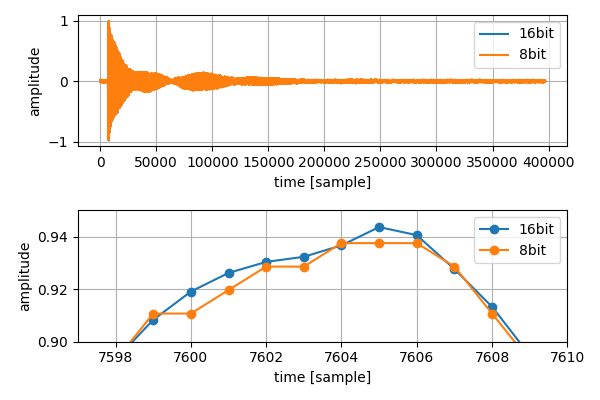 1
0
−1
amplitude
16bit
8bit
0 50000 100000 150000 200000 250000 300000 350000 400000
time [sample]
0.94
0.92
0.90
amplitude
16bit
8bit
7598 7600 7602 7604 7606 7608 7610
time [sample]